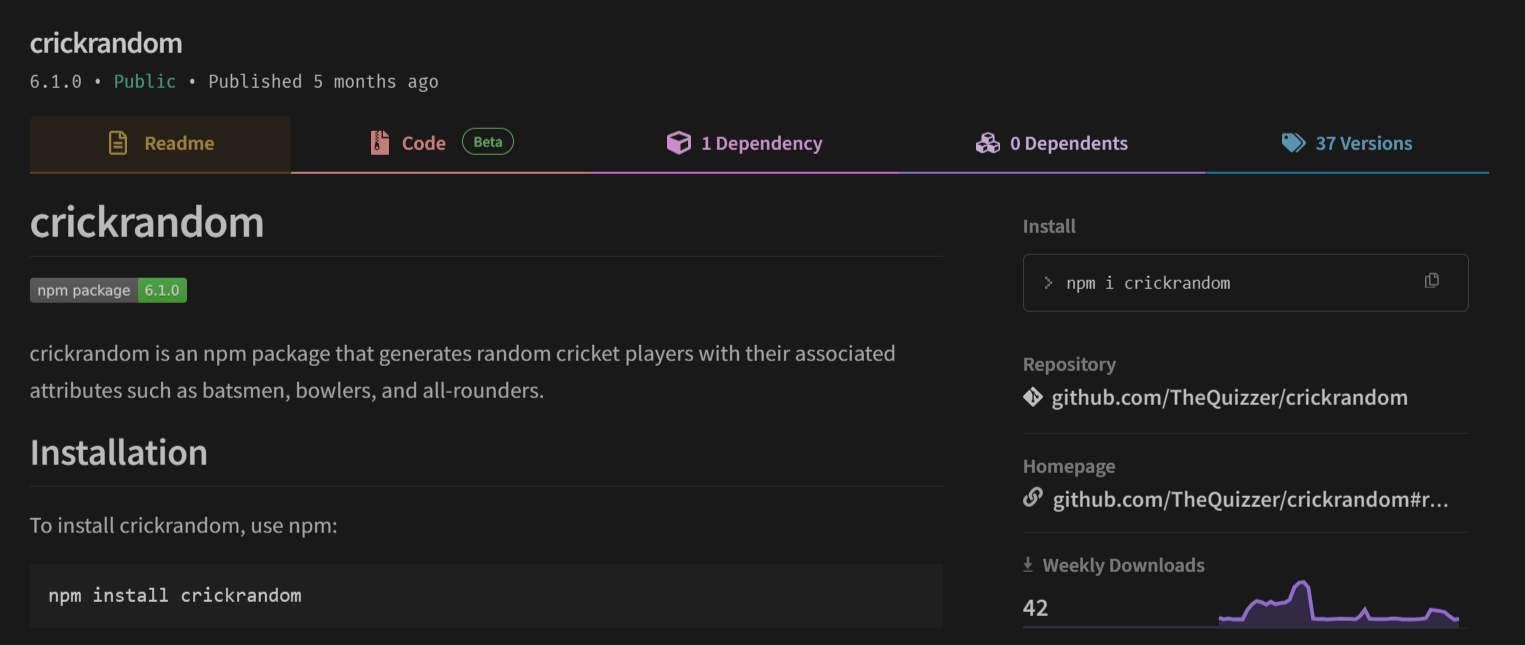 crickrandom
6.1.0 • Public • Published 5 months ago
Readme
Code Beta
1 Dependency
0 Dependents
37 Versions
crickrandom
npm package 6.1.0
crickrandom is an npm package that generates random cricket players with their associated
attributes such as batsmen, bowlers, and all-rounders.
Installation
To install crickrandom, use npm:
npm install crickrandom
Install
> npm i crickrandom
Repository
github.com/TheQuizzer/crickrandom
Homepage
github.com/TheQuizzer/crickrandom#r...
Weekly Downloads
42